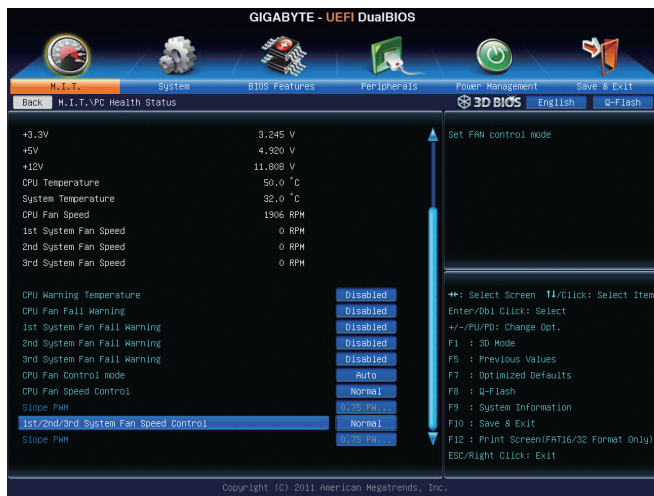 GIGABYTE - UEFI DualBIOS
M.I.T. System BIOS Features Peripherals Power Management Save & Exit
Back M.I.T.\PC Health Status 3D BIOS English Q-Flash
+3.3V 3.245 V
+5V 4.920 V
+12V 11.808 V
CPU Temperature 50.0 °C
System Temperature 32.0 °C
CPU Fan Speed 1906 RPM
1st System Fan Speed 0 RPM
2nd System Fan Speed 0 RPM
3rd System Fan Speed 0 RPM
CPU Warning Temperature Disabled
CPU Fan Fail Warning Disabled
1st System Fan Fail Warning Disabled
2nd System Fan Fail Warning Disabled
3rd System Fan Fail Warning Disabled
CPU Fan Control mode Auto
CPU Fan Speed Control Normal
Slope PWM 0.75 PW...
1st/2nd/3rd System Fan Speed Control Normal
Slope PWM 0.75 PW...
Set FAN control mode
→←: Select Screen ↑↓/Click: Select Item
Enter/Dbl Click: Select
+/-/PU/PD: Change Opt.
F1 : 3D Mode
F5 : Previous Values
F7 : Optimized Defaults
F8 : Q-Flash
F9 : System Information
F10 : Save & Exit
F12 : Print Screen(FAT16/32 Format Only)
ESC/Right Click: Exit
Copyright (C) 2011 American Megatrends, Inc.